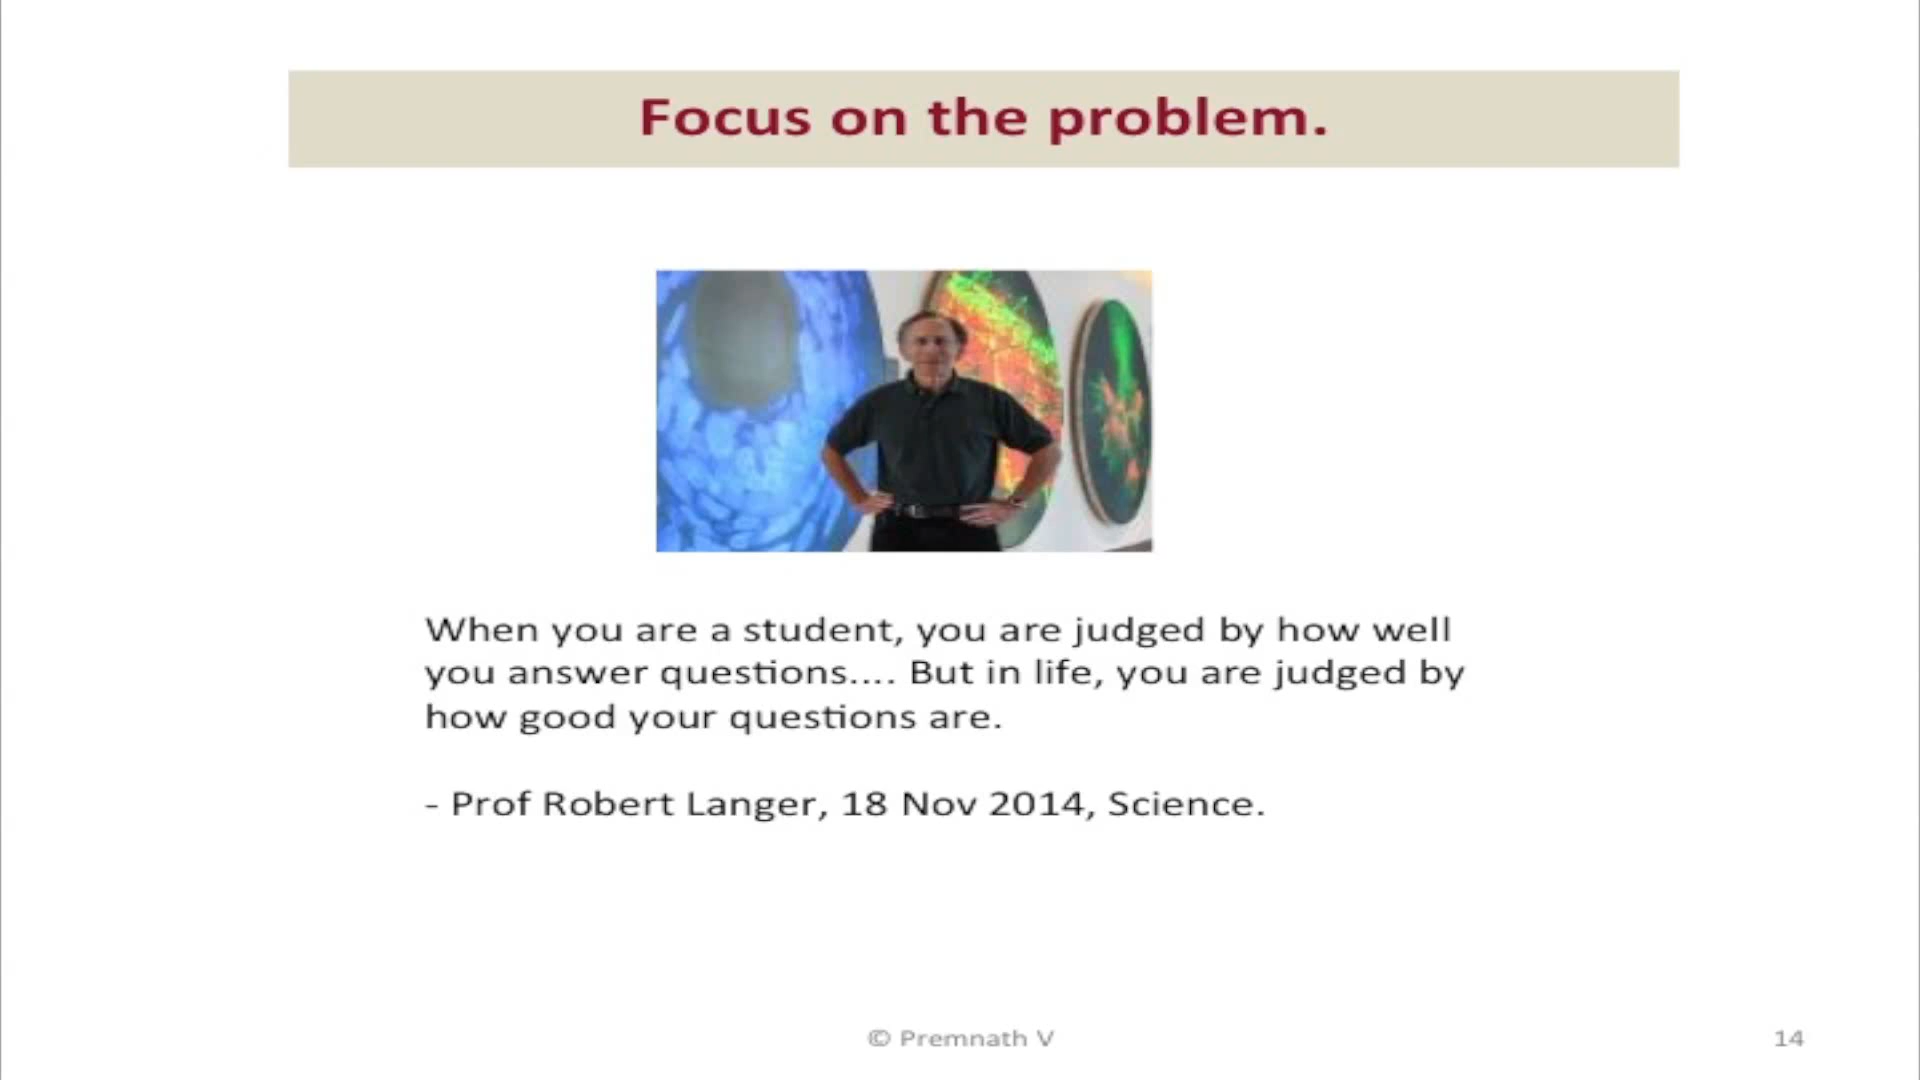 Focus on the problem.
When you are a student, you are judged by how well
you answer questions.... But in life, you are judged by
how good your questions are.
- Prof Robert Langer, 18 Nov 2014, Science.
© Premnath V
14